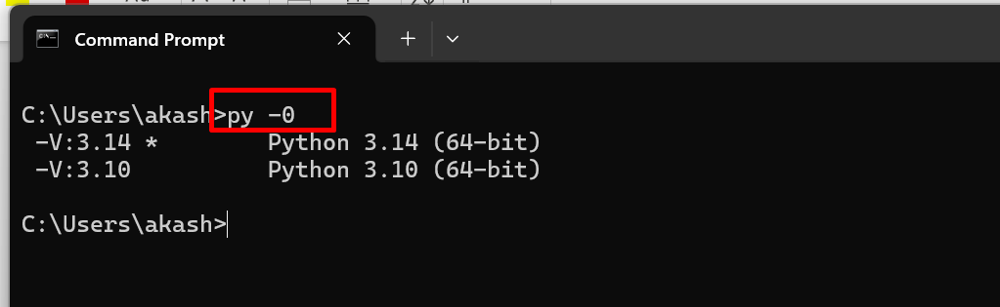 Command Prompt
C:\Users\akash>py -0
-V:3.14 * Python 3.14 (64-bit)
-V:3.10 Python 3.10 (64-bit)
C:\Users\akash>